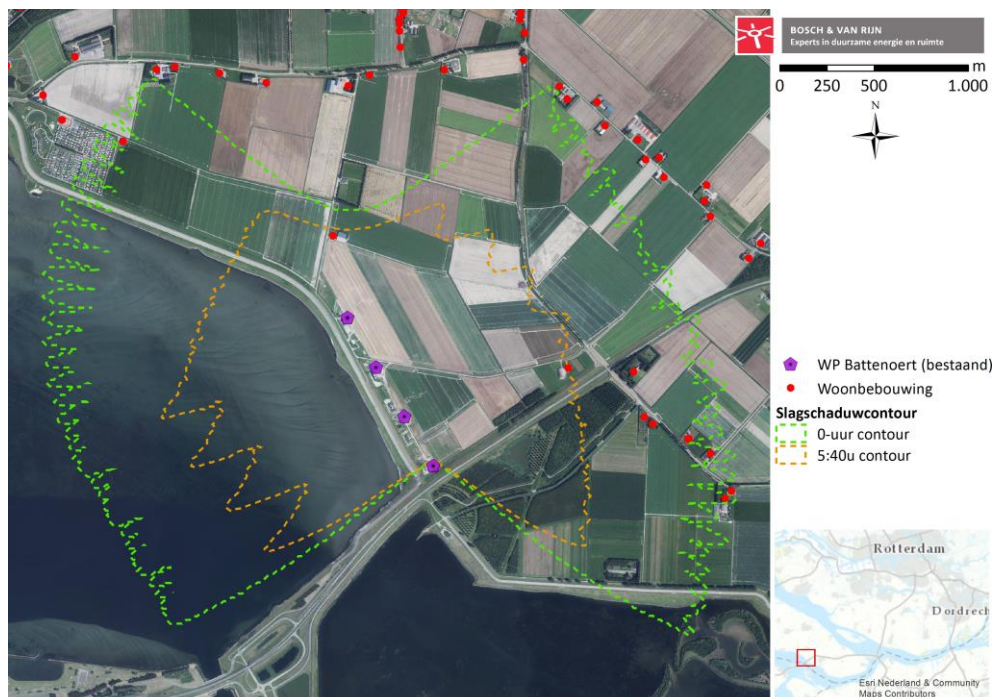 BOSCH & VAN RIJN
Experts in duurzame energie en ruimte
m
0 250 500 1.000
N
WP Battenoert (bestaand)
Woonbebouwing
Slagschaduwcontour
0-uur contour
5:40u contour
Rotterdam
Dordrech
Esri Nederland & Community
Maps Contributors